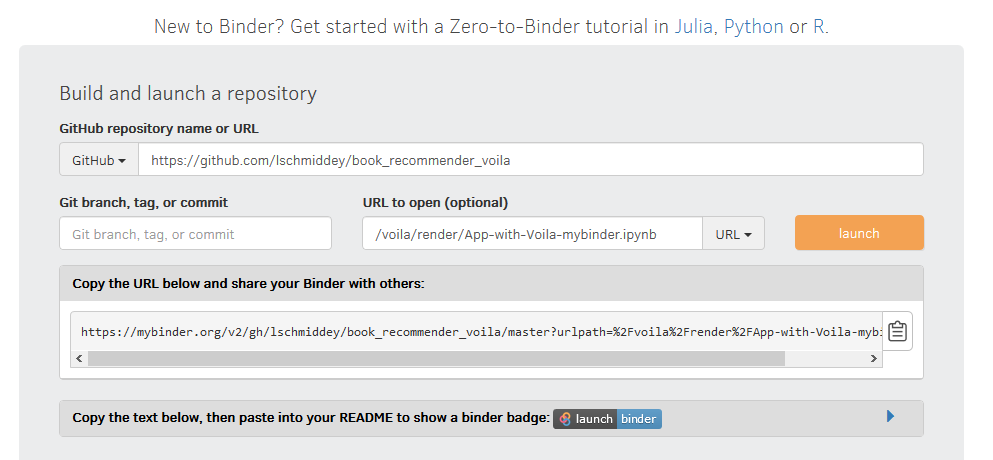 New to Binder? Get started with a Zero-to-Binder tutorial in Julia, Python or R.
Build and launch a repository
GitHub repository name or URL
GitHub
https://github.com/lschmiddey/book_recommender_voila
Git branch, tag, or commit
URL to open (optional)
Git branch, tag, or commit
/voila/render/App-with-Voila-mybinder.ipynb
URL
launch
Copy the URL below and share your Binder with others:
https://mybinder.org/v2/gh/lschmiddey/book_recommender_voila/master?urlpath=%2Fvoila%2Frender%2FApp-with-Voila-mybi
Copy the text below, then paste into your README to show a binder badge: launch binder